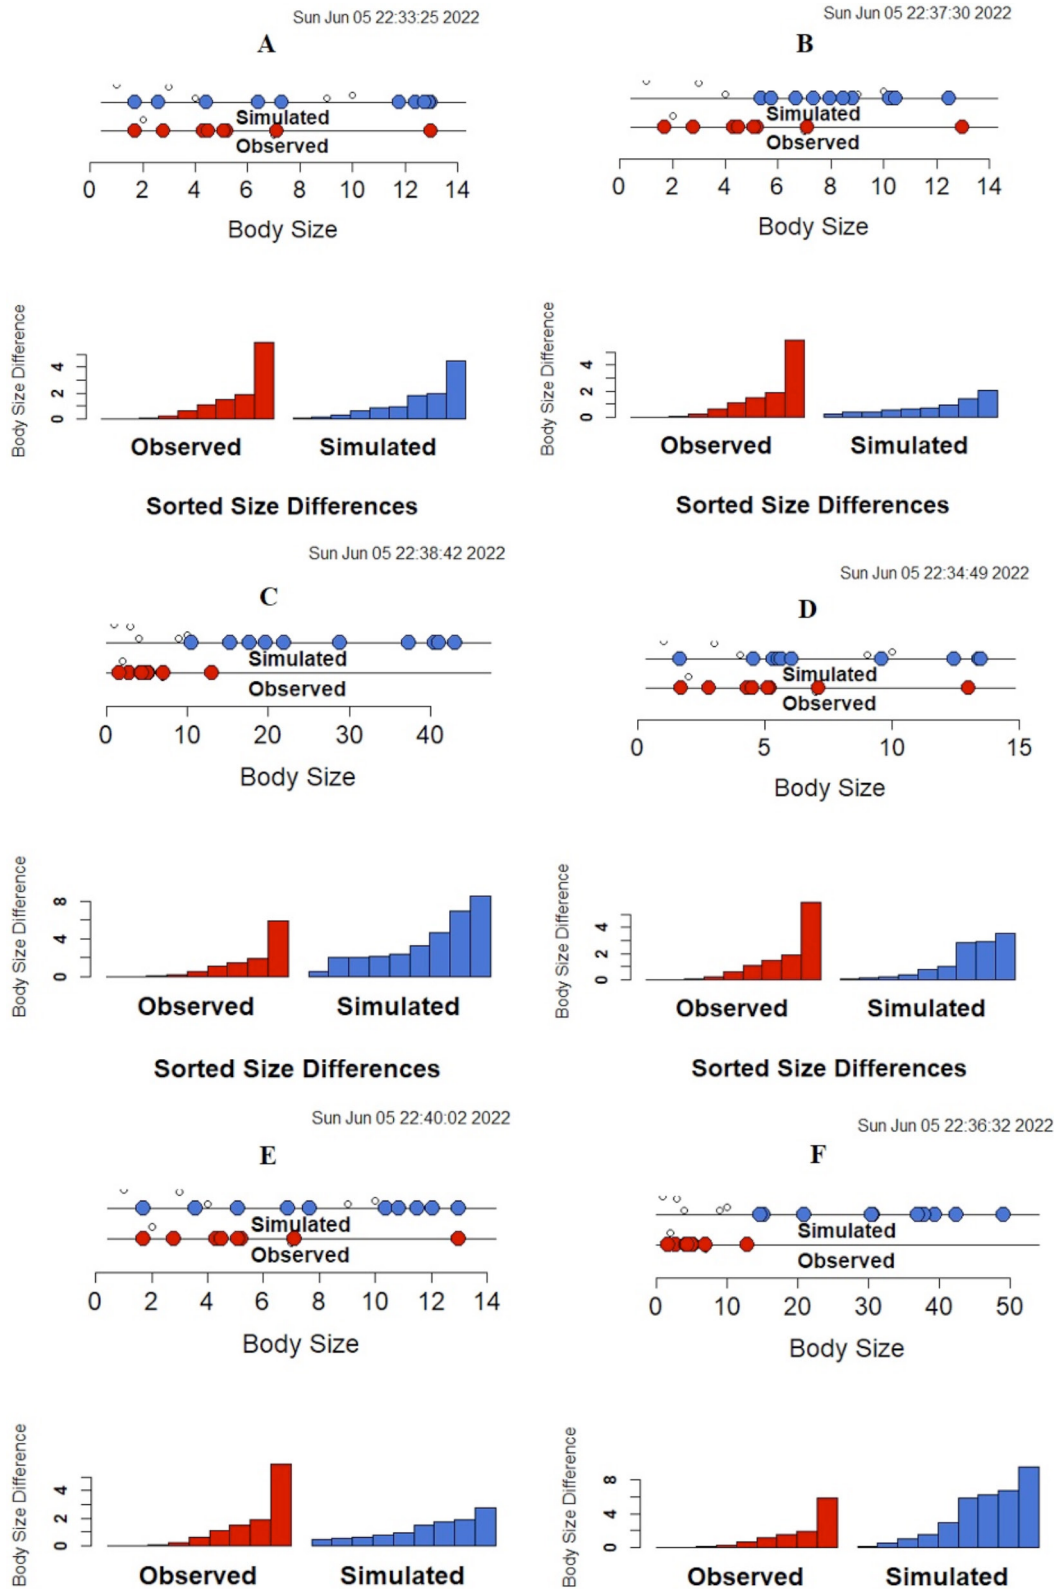 Sun Jun 05 22:33:25 2022
A
Simulated
Observed
0 2 4 6 8 10 12 14
Body Size
Body Size Difference
0 2 4
Observed Simulated
Sorted Size Differences
Sun Jun 05 22:37:30 2022
B
Simulated
Observed
0 2 4 6 8 10 12 14
Body Size
Body Size Difference
0 2 4
Observed Simulated
Sorted Size Differences
Sun Jun 05 22:38:42 2022
C
Simulated
Observed
0 10 20 30 40
Body Size
Body Size Difference
0 4 8
Observed Simulated
Sorted Size Differences
Sun Jun 05 22:34:49 2022
D
Simulated
Observed
0 5 10 15
Body Size
Body Size Difference
0 2 4
Observed Simulated
Sorted Size Differences
Sun Jun 05 22:40:02 2022
E
Simulated
Observed
0 2 4 6 8 10 12 14
Body Size
Body Size Difference
0 2 4
Observed Simulated
Sun Jun 05 22:36:32 2022
F
Simulated
Observed
0 10 20 30 40 50
Body Size
Body Size Difference
0 4 8
Observed Simulated